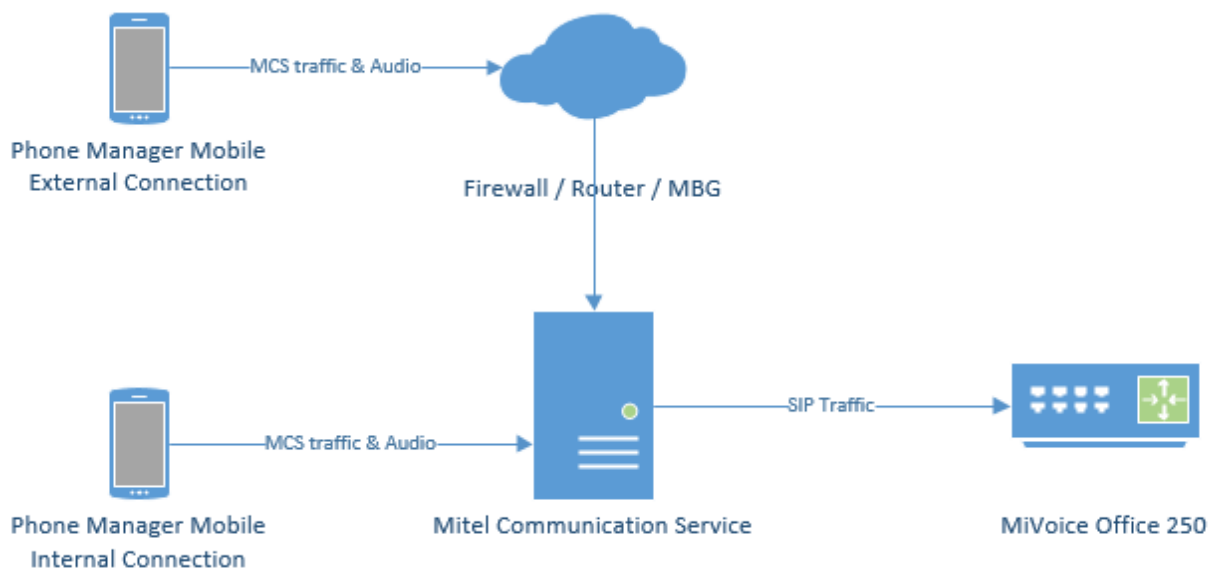 MCS traffic & Audio
Phone Manager Mobile
External Connection
Firewall / Router / MBG
SIP Traffic
MCS traffic & Audio
Phone Manager Mobile
Internal Connection
Mitel Communication Service
MiVoice Office 250